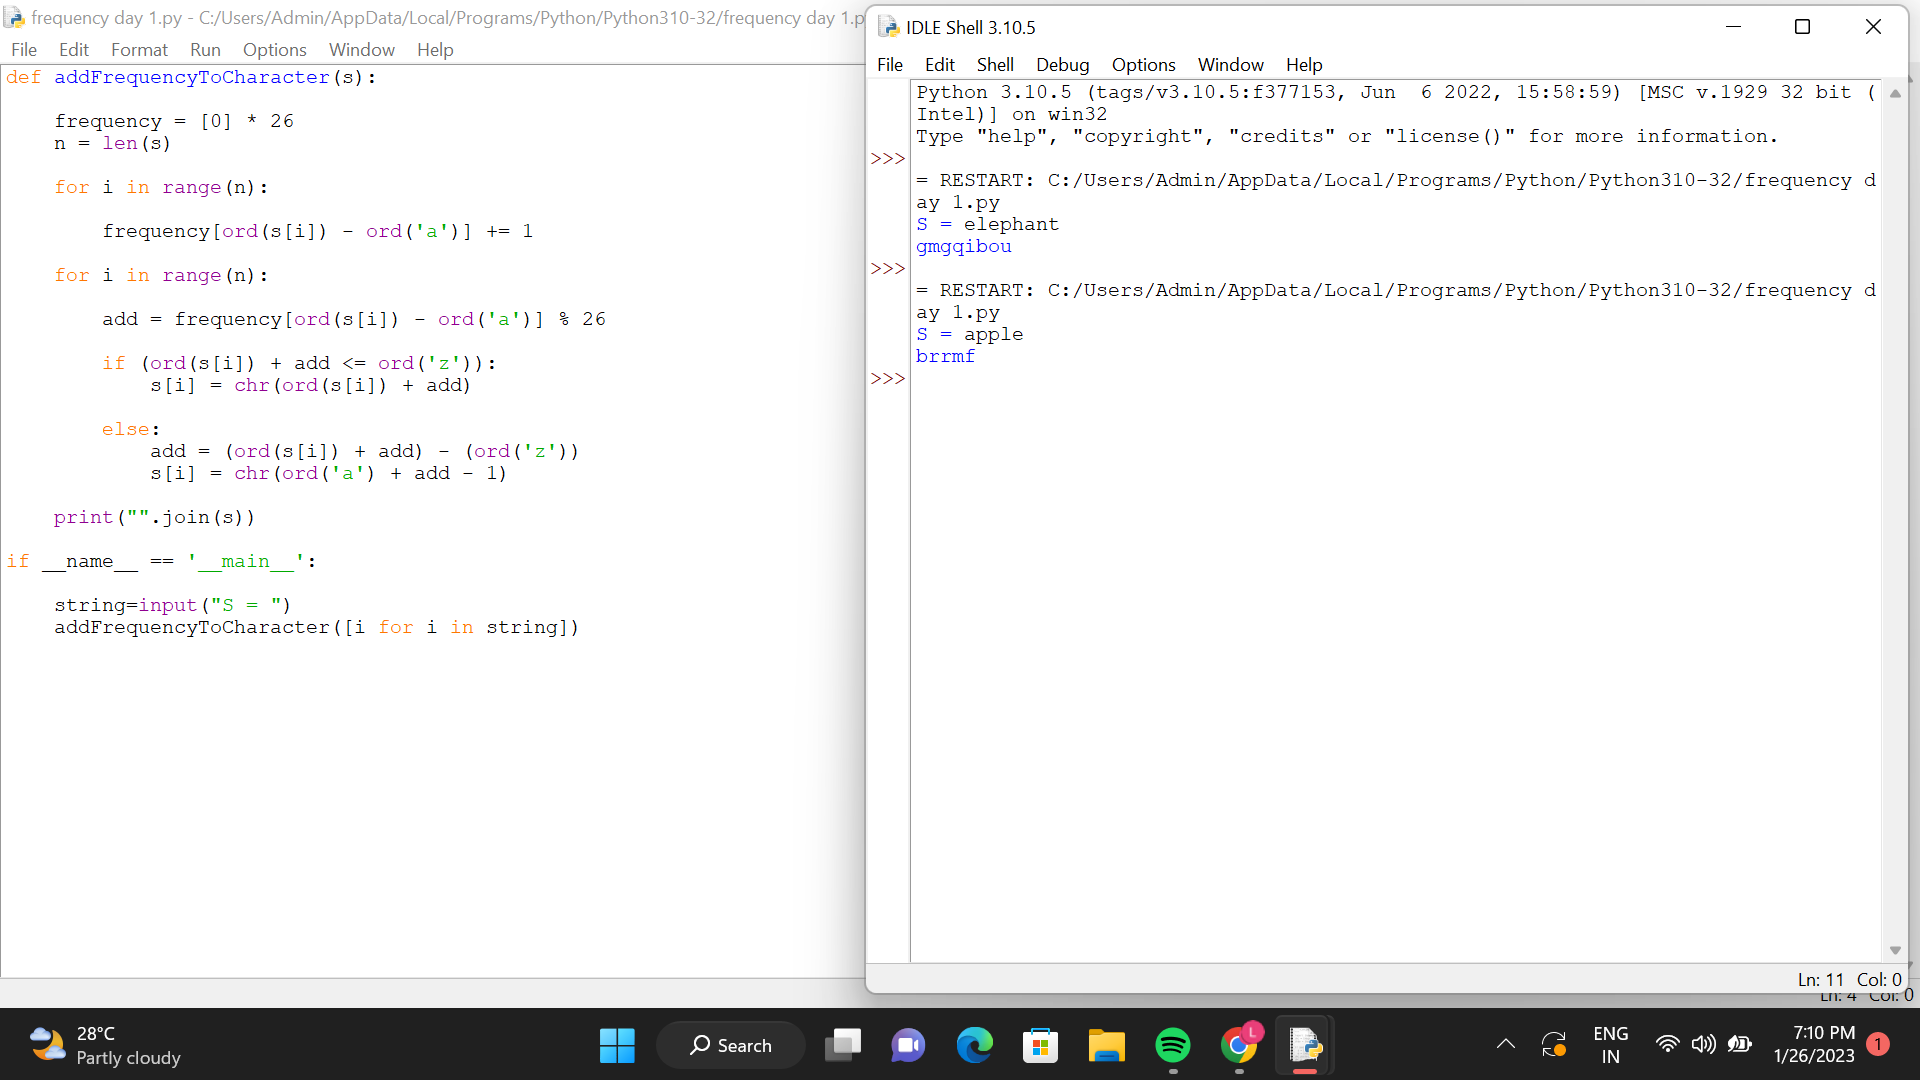 frequency day 1.py - C:/Users/Admin/AppData/Local/Programs/Python/Python310-32/frequency day 1.p
File Edit Format Run Options Window Help
def addFrequencyToCharacter(s):
    frequency = [0] * 26
    n = len(s)
    for i in range(n):
        frequency[ord(s[i]) - ord('a')] += 1
    for i in range(n):
        add = frequency[ord(s[i]) - ord('a')] % 26
        if (ord(s[i]) + add <= ord('z')):
            s[i] = chr(ord(s[i]) + add)
        else:
            add = (ord(s[i]) + add) - (ord('z'))
            s[i] = chr(ord('a') + add - 1)
    print("".join(s))
if __name__ == '__main__':
    string=input("S = ")
    addFrequencyToCharacter([i for i in string])
IDLE Shell 3.10.5
File Edit Shell Debug Options Window Help
Python 3.10.5 (tags/v3.10.5:f377153, Jun  6 2022, 15:58:59) [MSC v.1929 32 bit (
Intel)] on win32
Type "help", "copyright", "credits" or "license()" for more information.
>>>
= RESTART: C:/Users/Admin/AppData/Local/Programs/Python/Python310-32/frequency d
ay 1.py
S = elephant
gmgqibou
>>>
= RESTART: C:/Users/Admin/AppData/Local/Programs/Python/Python310-32/frequency d
ay 1.py
S = apple
brrmf
>>>
Ln: 11 Col: 0
Ln: 4 Col: 0
28°C
Partly cloudy
Search
L
ENG
IN
7:10 PM
1/26/2023
1